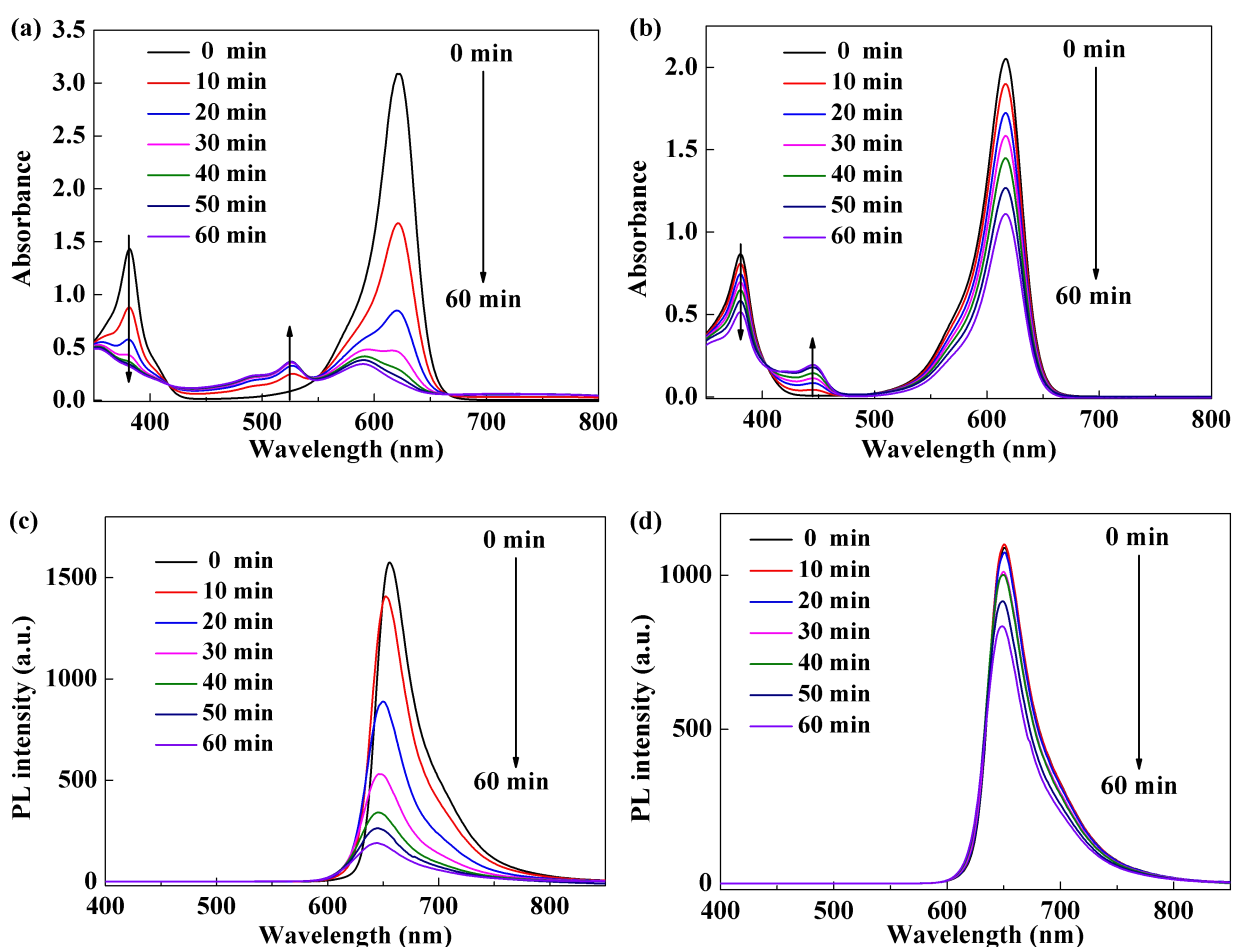 (a)
3.5
3.0
2.5
2.0
1.5
1.0
0.5
0.0
Absorbance
0 min
10 min
20 min
30 min
40 min
50 min
60 min
0 min
60 min
400 500 600 700 800
Wavelength (nm)
(b)
2.0
1.5
1.0
0.5
0.0
Absorbance
0 min
10 min
20 min
30 min
40 min
50 min
60 min
0 min
60 min
400 500 600 700 800
Wavelength (nm)
(c)
1500
1000
500
0
PL intensity (a.u.)
0 min
10 min
20 min
30 min
40 min
50 min
60 min
0 min
60 min
400 500 600 700 800
Wavelength (nm)
(d)
1000
500
0
PL intensity (a.u.)
0 min
10 min
20 min
30 min
40 min
50 min
60 min
0 min
60 min
400 500 600 700 800
Wavelength (nm)